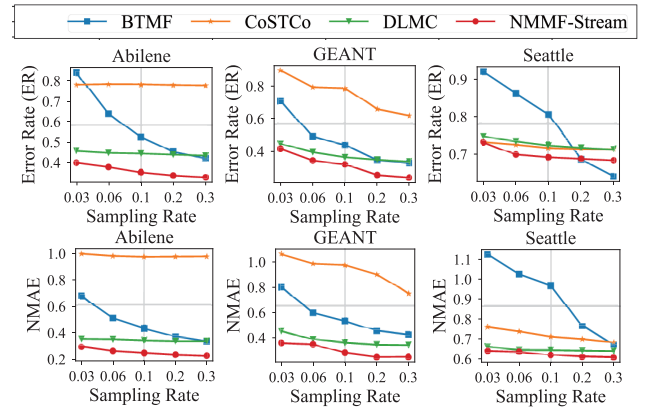 BTMF CoSTCo DLMC NMMF-Stream
Abilene GEANT Seattle
Error Rate (ER) Error Rate (ER) Error Rate (ER)
0.8 0.7 0.6 0.5 0.4
0.8 0.6 0.4
0.9 0.8 0.7
0.03 0.06 0.1 0.2 0.3 0.03 0.06 0.1 0.2 0.3 0.03 0.06 0.1 0.2 0.3
Sampling Rate Sampling Rate Sampling Rate
Abilene GEANT Seattle
NMAE NMAE NMAE
1.0 0.8 0.6 0.4 0.2
1.0 0.8 0.6 0.4
1.1 1.0 0.9 0.8 0.7 0.6
0.03 0.06 0.1 0.2 0.3 0.03 0.06 0.1 0.2 0.3 0.03 0.06 0.1 0.2 0.3
Sampling Rate Sampling Rate Sampling Rate